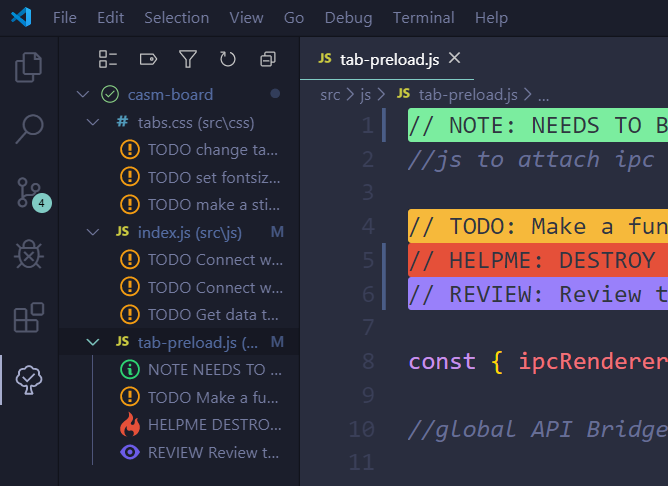 File Edit Selection View Go Debug Terminal Help
JS tab-preload.js
casm-board
src > js > JS tab-preload.js > ...
# tabs.css (src\css)
TODO change ta...
TODO set fontsiz...
TODO make a sti...
4
JS index.js (src\js) M
TODO Connect w...
TODO Connect w...
TODO Get data t...
JS tab-preload.js (... M
NOTE NEEDS TO ...
TODO Make a fu...
HELPME DESTRO...
REVIEW Review t...
1 // NOTE: NEEDS TO B
2 //js to attach ipc
3
4 // TODO: Make a fun
5 // HELPME: DESTROY
6 // REVIEW: Review t
7
8 const { ipcRenderer
9
10 //global API Bridge
11